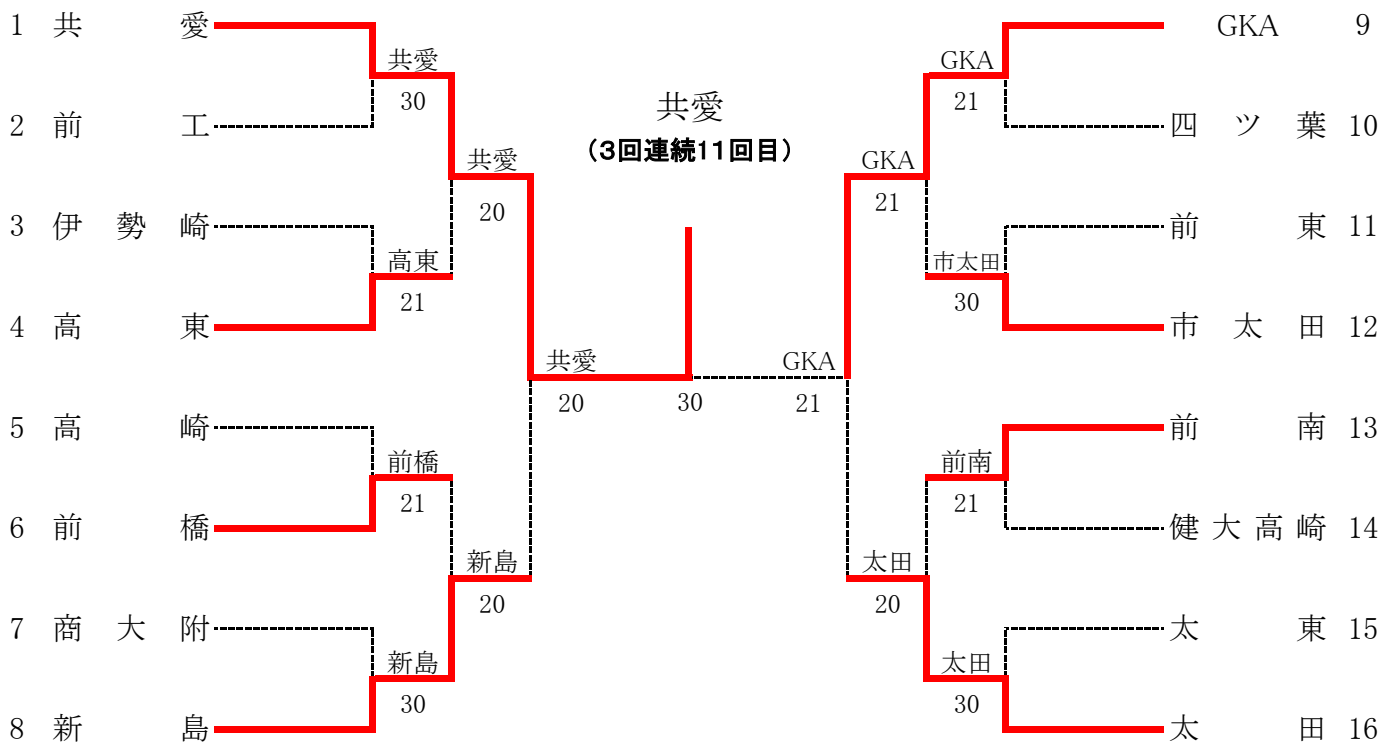 1 共 愛
共愛
30
2 前 工
共愛
20
3 伊 勢 崎
高東
21
4 高 東
共愛
20
5 高 崎
前橋
21
6 前 橋
新島
20
7 商 大 附
新島
30
8 新 島
共愛
(3回連続11回目)
30
GKA 9
GKA
21
四 ツ 葉 10
GKA
21
前 東 11
市太田
30
市 太 田 12
GKA
21
前 南 13
前南
21
健 大 高 崎 14
太田
20
太 東 15
太田
30
太 田 16